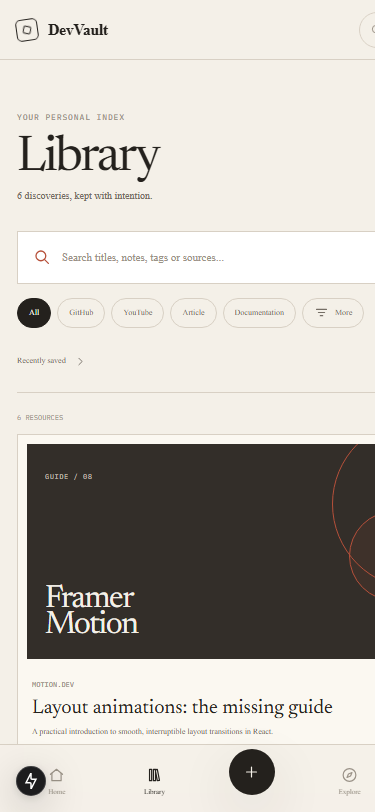 DevVault
YOUR PERSONAL INDEX
Library
6 discoveries, kept with intention.
Search titles, notes, tags or sources...
All GitHub YouTube Article Documentation More
Recently saved
6 RESOURCES
GUIDE / 08
Framer
Motion
MOTION.DEV
Layout animations: the missing guide
A practical introduction to smooth, interruptible layout transitions in React.
Home Library Explore